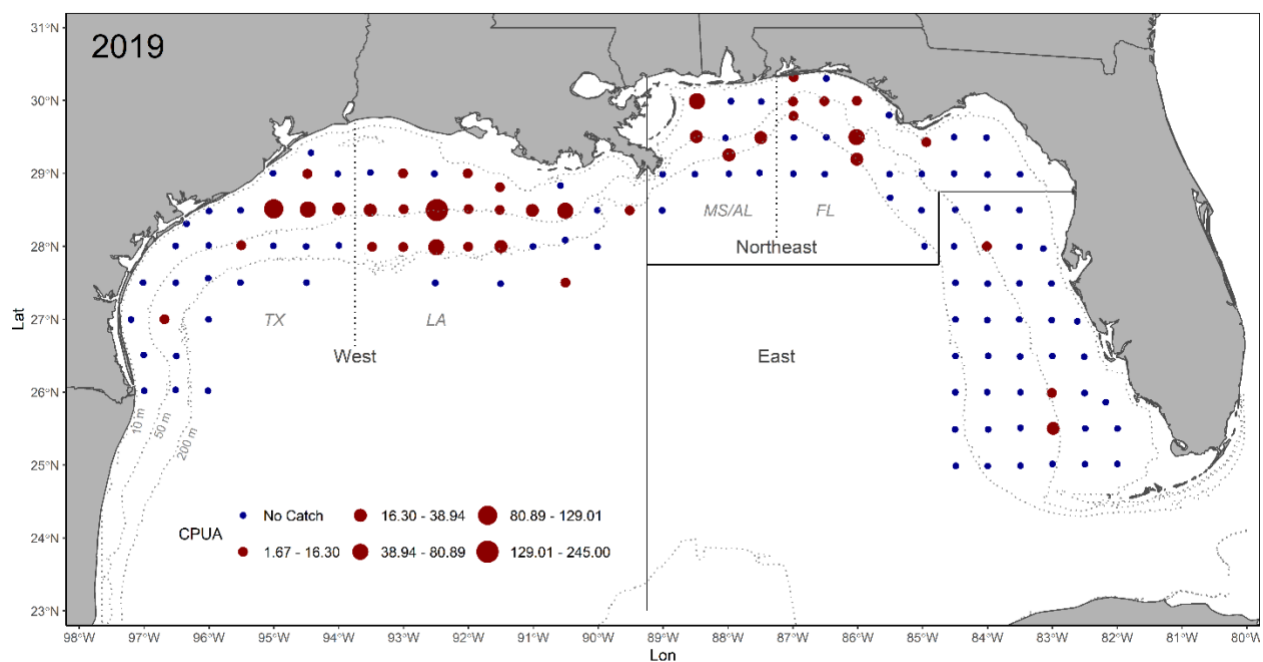 2019
31°N
30°N
29°N
28°N
27°N
26°N
25°N
24°N
23°N
Lat
MS/AL
FL
Northeast
TX
LA
West
East
10 m
50 m
200 m
CPUA
No Catch
16.30 - 38.94
80.89 - 129.01
1.67 - 16.30
38.94 - 80.89
129.01 - 245.00
98°W 97°W 96°W 95°W 94°W 93°W 92°W 91°W 90°W 89°W 88°W 87°W 86°W 85°W 84°W 83°W 82°W 81°W 80°W
Lon